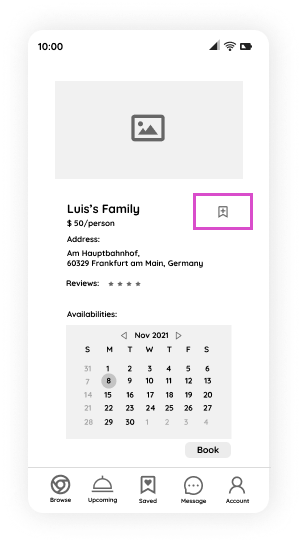 10:00
Luis's Family
$ 50/person
Address:
Am Hauptbahnhof,
60329 Frankfurt am Main, Germany
Reviews:
Availabilities:
Nov 2021
S M T W T F S
31 1 2 3 4 5 6
7 8 9 10 11 12 13
14 15 16 17 18 19 20
21 22 23 24 25 26 27
28 29 30 1 2 3 4
Book
Browse Upcoming Saved Message Account